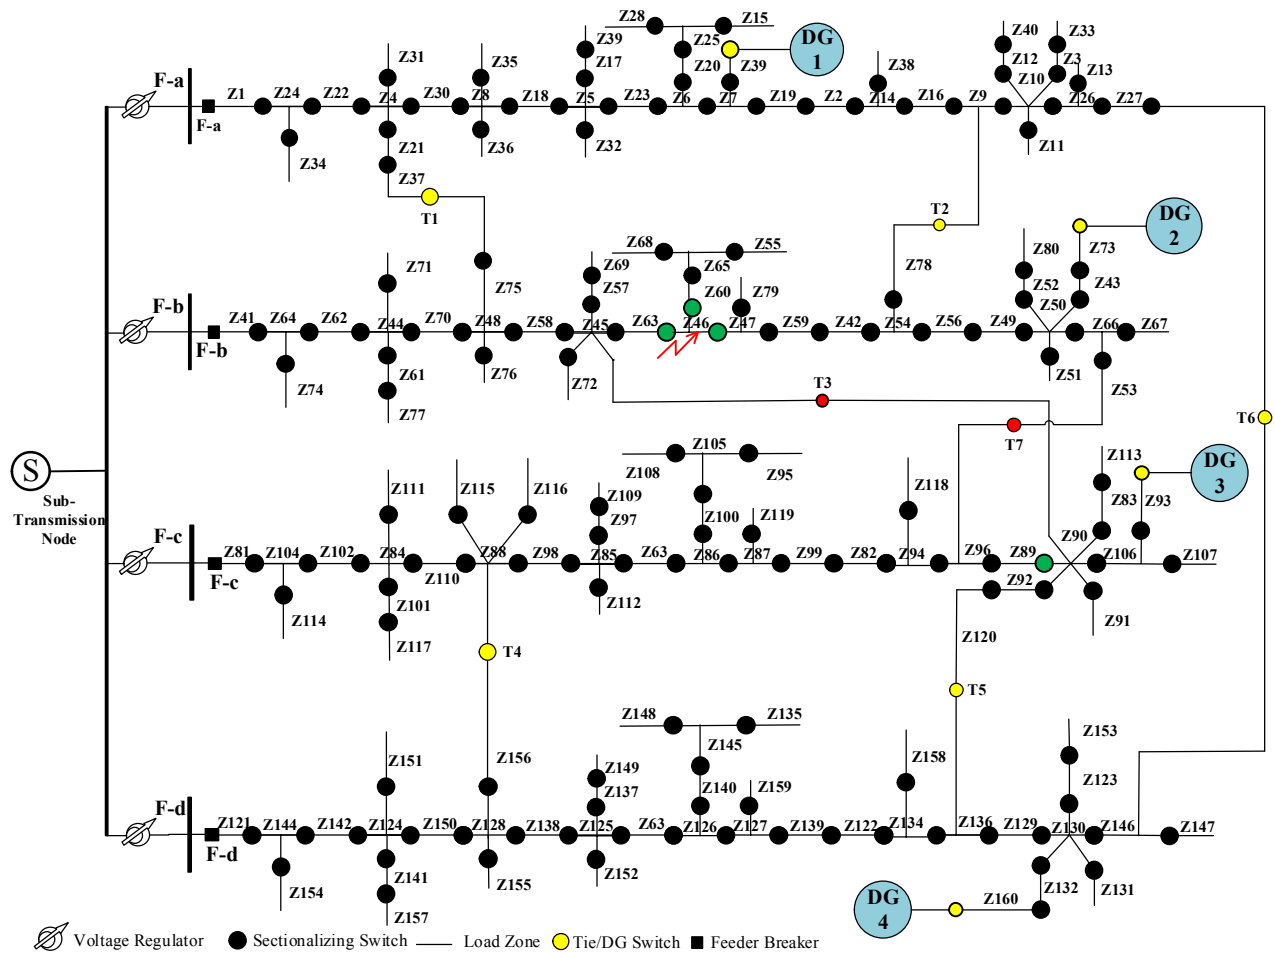 Z28 Z15
Z39 Z25 DG
1
Z40 Z33
Z31 Z35 Z17 Z20 Z39 Z38 Z12 Z10 Z3 Z13
F-a
Z1 Z24 Z22 Z4 Z30 Z8 Z18 Z5 Z23 Z6 Z7 Z19 Z2 Z14 Z16 Z9 Z26 Z27
F-a
Z34 Z21 Z36 Z32 Z11
Z37
T1 T2
DG
2
Z68 Z55
Z71 Z75 Z69 Z65 Z79 Z78 Z80 Z73
Z57 Z60 Z52 Z50 Z43
F-b
Z41 Z64 Z62 Z44 Z70 Z48 Z58 Z45 Z63 Z46 Z47 Z59 Z42 Z54 Z56 Z49 Z66 Z67
F-b
Z74 Z61 Z76 Z72 Z51 Z53
Z77
T3
T7
T6
S
Sub-
Transmission
Node
Z105
Z108 Z95
Z113 DG
3
Z111 Z115 Z116 Z109 Z118 Z83 Z93
Z97 Z100 Z119 Z90
F-c
Z81 Z104 Z102 Z84 Z110 Z88 Z98 Z85 Z63 Z86 Z87 Z99 Z82 Z94 Z96 Z89 Z106 Z107
F-c
Z114 Z101 Z112 Z92 Z91
Z117 Z120
T4
T5
Z148 Z135
Z151 Z156 Z149 Z145 Z158 Z153
Z137 Z140 Z159 Z123
F-d
Z121 Z144 Z142 Z124 Z150 Z128 Z138 Z125 Z63 Z126 Z127 Z139 Z122 Z134 Z136 Z129 Z130 Z146 Z147
F-d
Z154 Z141 Z155 Z152 Z132 Z131
Z157 Z160
DG
4
Voltage Regulator Sectionalizing Switch Load Zone Tie/DG Switch Feeder Breaker